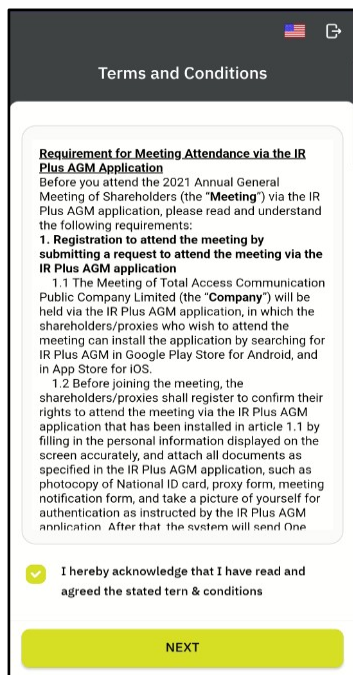 Terms and Conditions
Requirement for Meeting Attendance via the IR
Plus AGM Application
Before you attend the 2021 Annual General
Meeting of Shareholders (the “Meeting”) via the IR
Plus AGM application, please read and understand
the following requirements:
1. Registration to attend the meeting by
submitting a request to attend the meeting via the
IR Plus AGM application
1.1 The Meeting of Total Access Communication
Public Company Limited (the “Company”) will be
held via the IR Plus AGM application, in which the
shareholders/proxies who wish to attend the
meeting can install the application by searching for
IR Plus AGM in Google Play Store for Android, and
in App Store for iOS.
1.2 Before joining the meeting, the
shareholders/proxies shall register to confirm their
rights to attend the meeting via the IR Plus AGM
application that has been installed in article 1.1 by
filling in the personal information displayed on the
screen accurately, and attach all documents as
specified in the IR Plus AGM application, such as
photocopy of National ID card, proxy form, meeting
notification form, and take a picture of yourself for
authentication as instructed by the IR Plus AGM
application. After that, the system will send One
I hereby acknowledge that I have read and
agreed the stated tern & conditions
NEXT